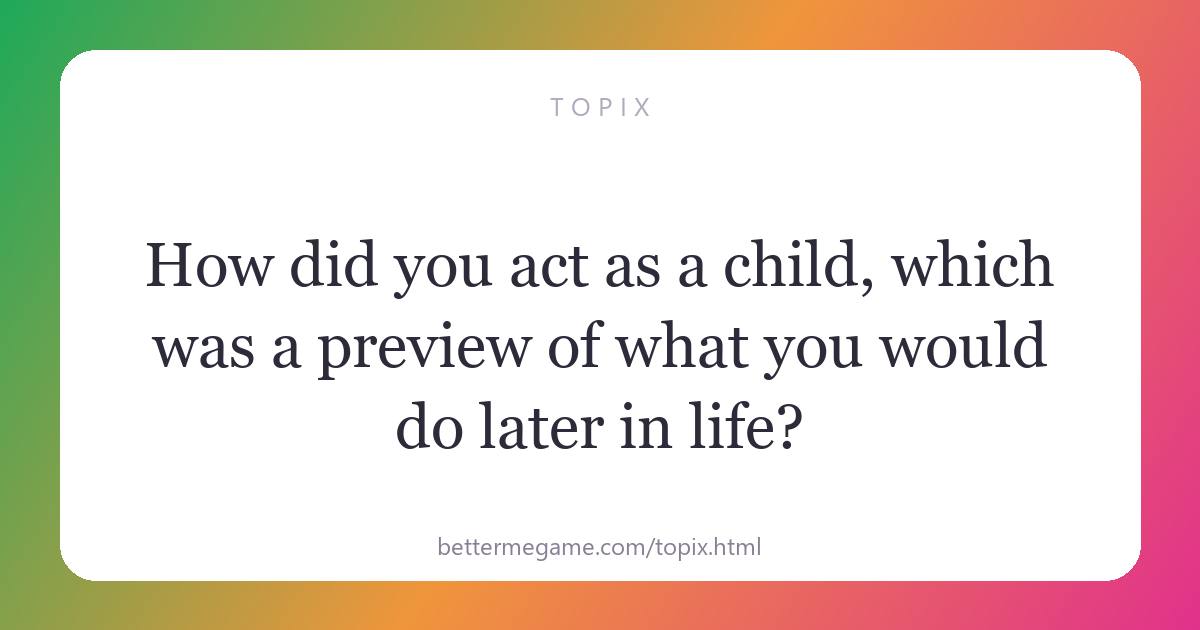 TOPIX
How did you act as a child, which
was a preview of what you would
do later in life?
bettermegame.com/topix.html